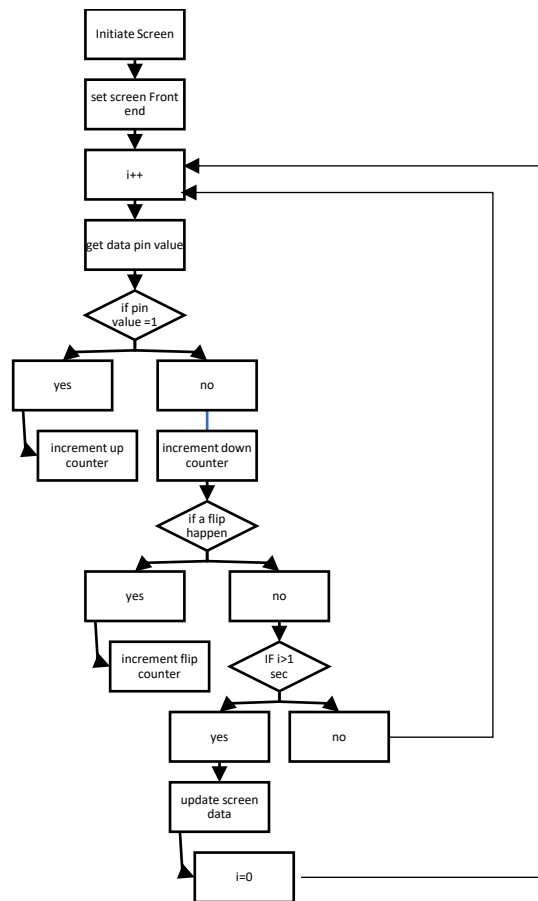 Initiate Screen
set screen Front
end
i++
get data pin value
if pin
value =1
yes
no
increment up
counter
increment down
counter
if a flip
happen
yes
no
increment flip
counter
IF i>1
sec
yes
no
update screen
data
i=0